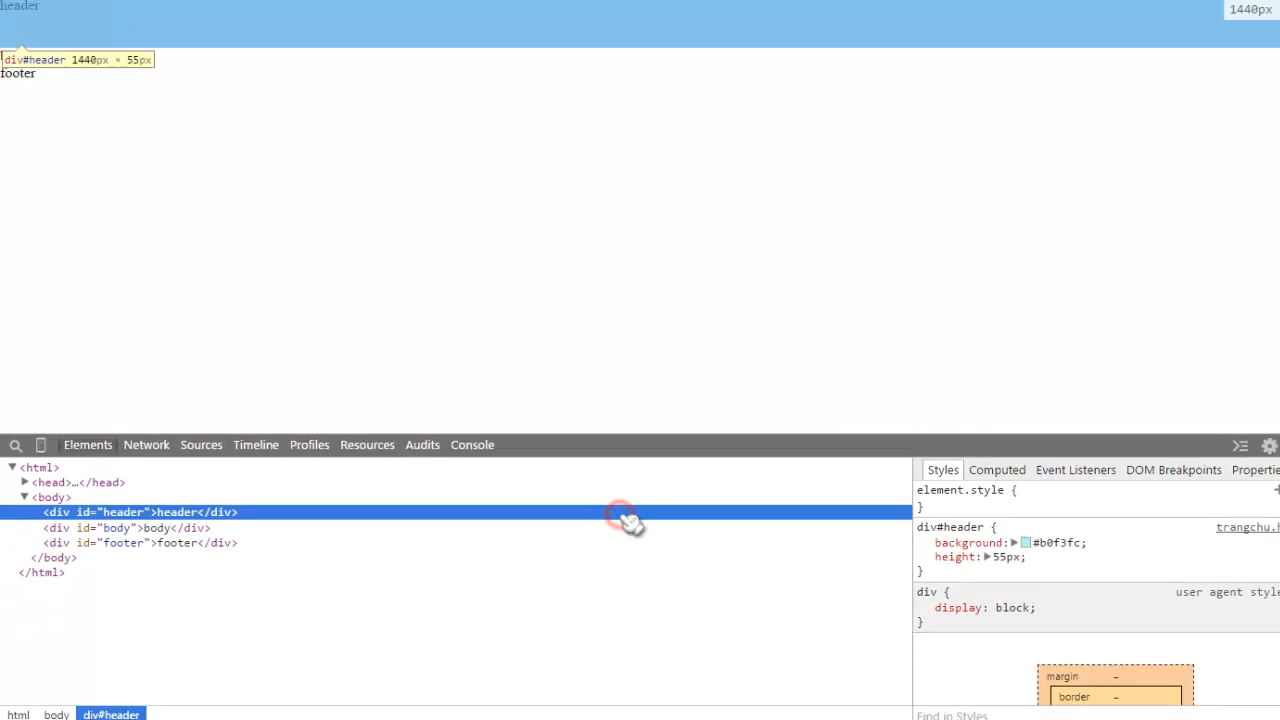 header
1440px
div#header 1440px × 55px
footer
Elements Network Sources Timeline Profiles Resources Audits Console
<html>
<head>…</head>
<body>
<div id="header">header</div>
<div id="body">body</div>
<div id="footer">footer</div>
</body>
</html>
html body div#header
Styles Computed Event Listeners DOM Breakpoints Propertie
element.style {
}
div#header { trangchu.h
background: #b0f3fc;
height: 55px;
}
div { user agent style
display: block;
}
margin -
border -
Find in Styles